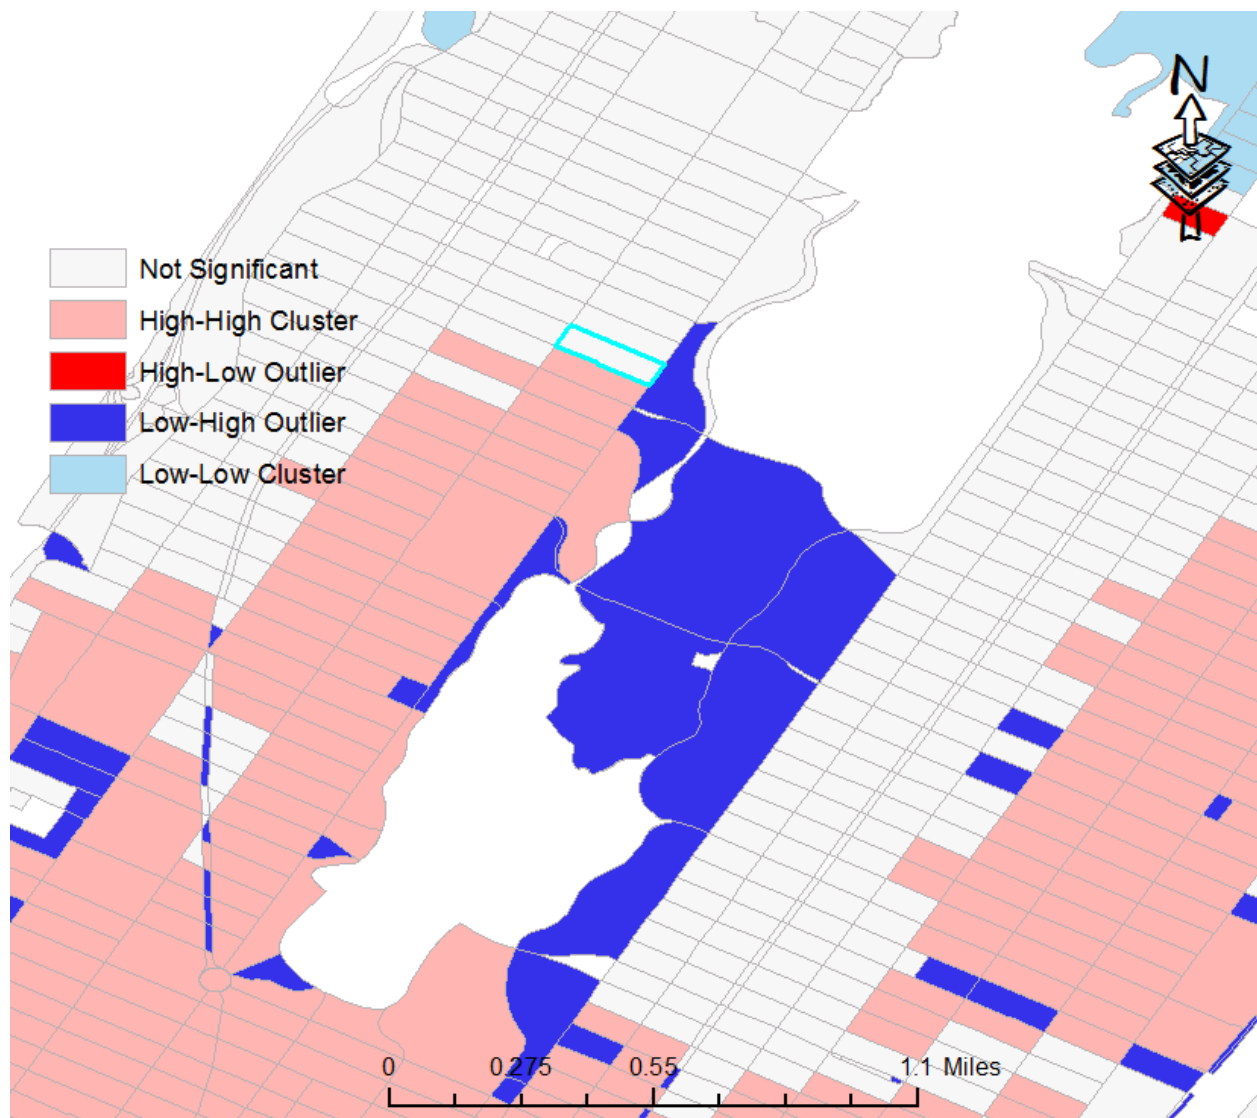 N
Not Significant
High-High Cluster
High-Low Outlier
Low-High Outlier
Low-Low Cluster
0 0.275 0.55 1.1 Miles